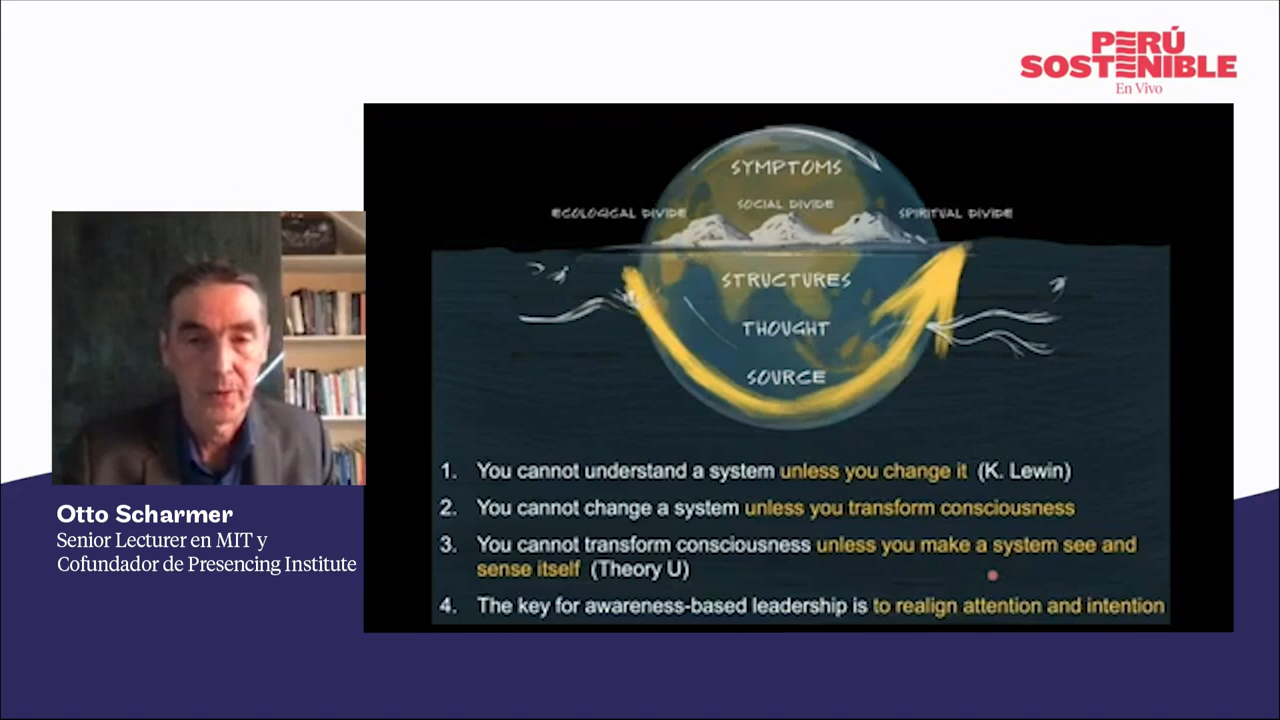 PERÚ
SOSTENIBLE
En Vivo
SYMPTOMS
ECOLOGICAL DIVIDE
SOCIAL DIVIDE
SPIRITUAL DIVIDE
STRUCTURES
THOUGHT
SOURCE
1. You cannot understand a system unless you change it (K. Lewin)
2. You cannot change a system unless you transform consciousness
3. You cannot transform consciousness unless you make a system see and
sense itself (Theory U)
4. The key for awareness-based leadership is to realign attention and intention
Otto Scharmer
Senior Lecturer en MIT y
Cofundador de Presencing Institute